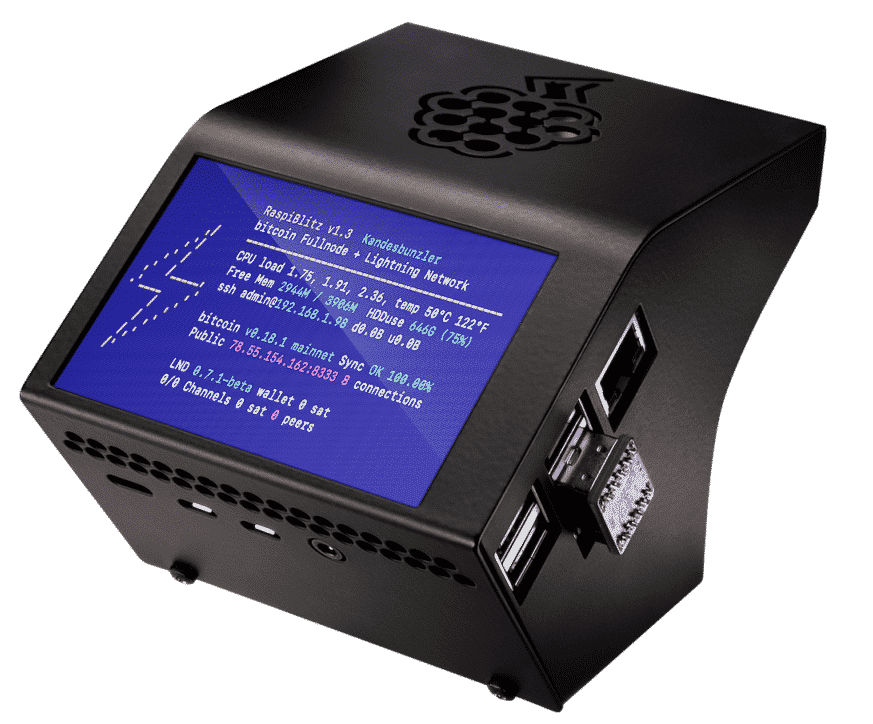 RaspiBlitz v1.3 Kandesbunzler
bitcoin Fullnode + Lightning Network
CPU load 1.75, 1.91, 2.36, temp 50°C 122°F
Free Mem 2944M / 3906M HDDuse 646G (75%)
ssh admin@192.168.1.98 d0.0B u0.0B
bitcoin v0.18.1 mainnet Sync OK 100.00%
Public 78.55.154.162:8333 8 connections
LND 0.7.1-beta wallet 0 sat
0/0 Channels 0 sat 0 peers